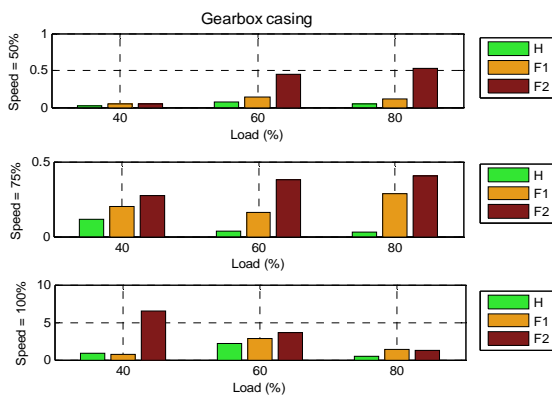 Gearbox casing
Speed = 50%
1
0.5
0
40 60 80
Load (%)
H
F1
F2
Speed = 75%
0.5
0
40 60 80
Load (%)
H
F1
F2
Speed = 100%
10
5
0
40 60 80
Load (%)
H
F1
F2